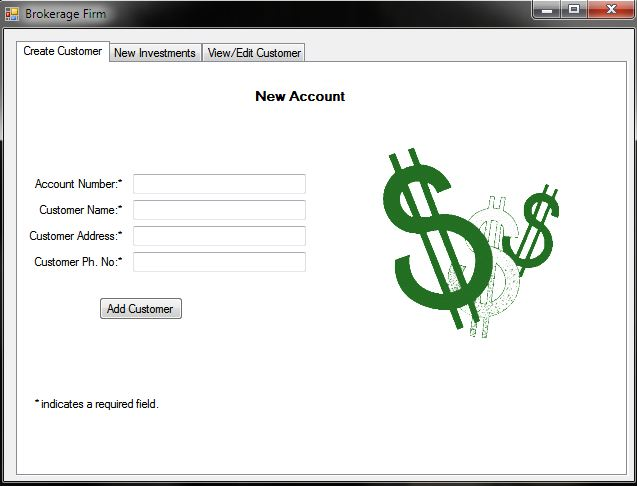 Brokerage Firm
Create Customer New Investments View/Edit Customer
New Account
Account Number:*
Customer Name:*
Customer Address:*
Customer Ph. No:*
Add Customer
* indicates a required field.